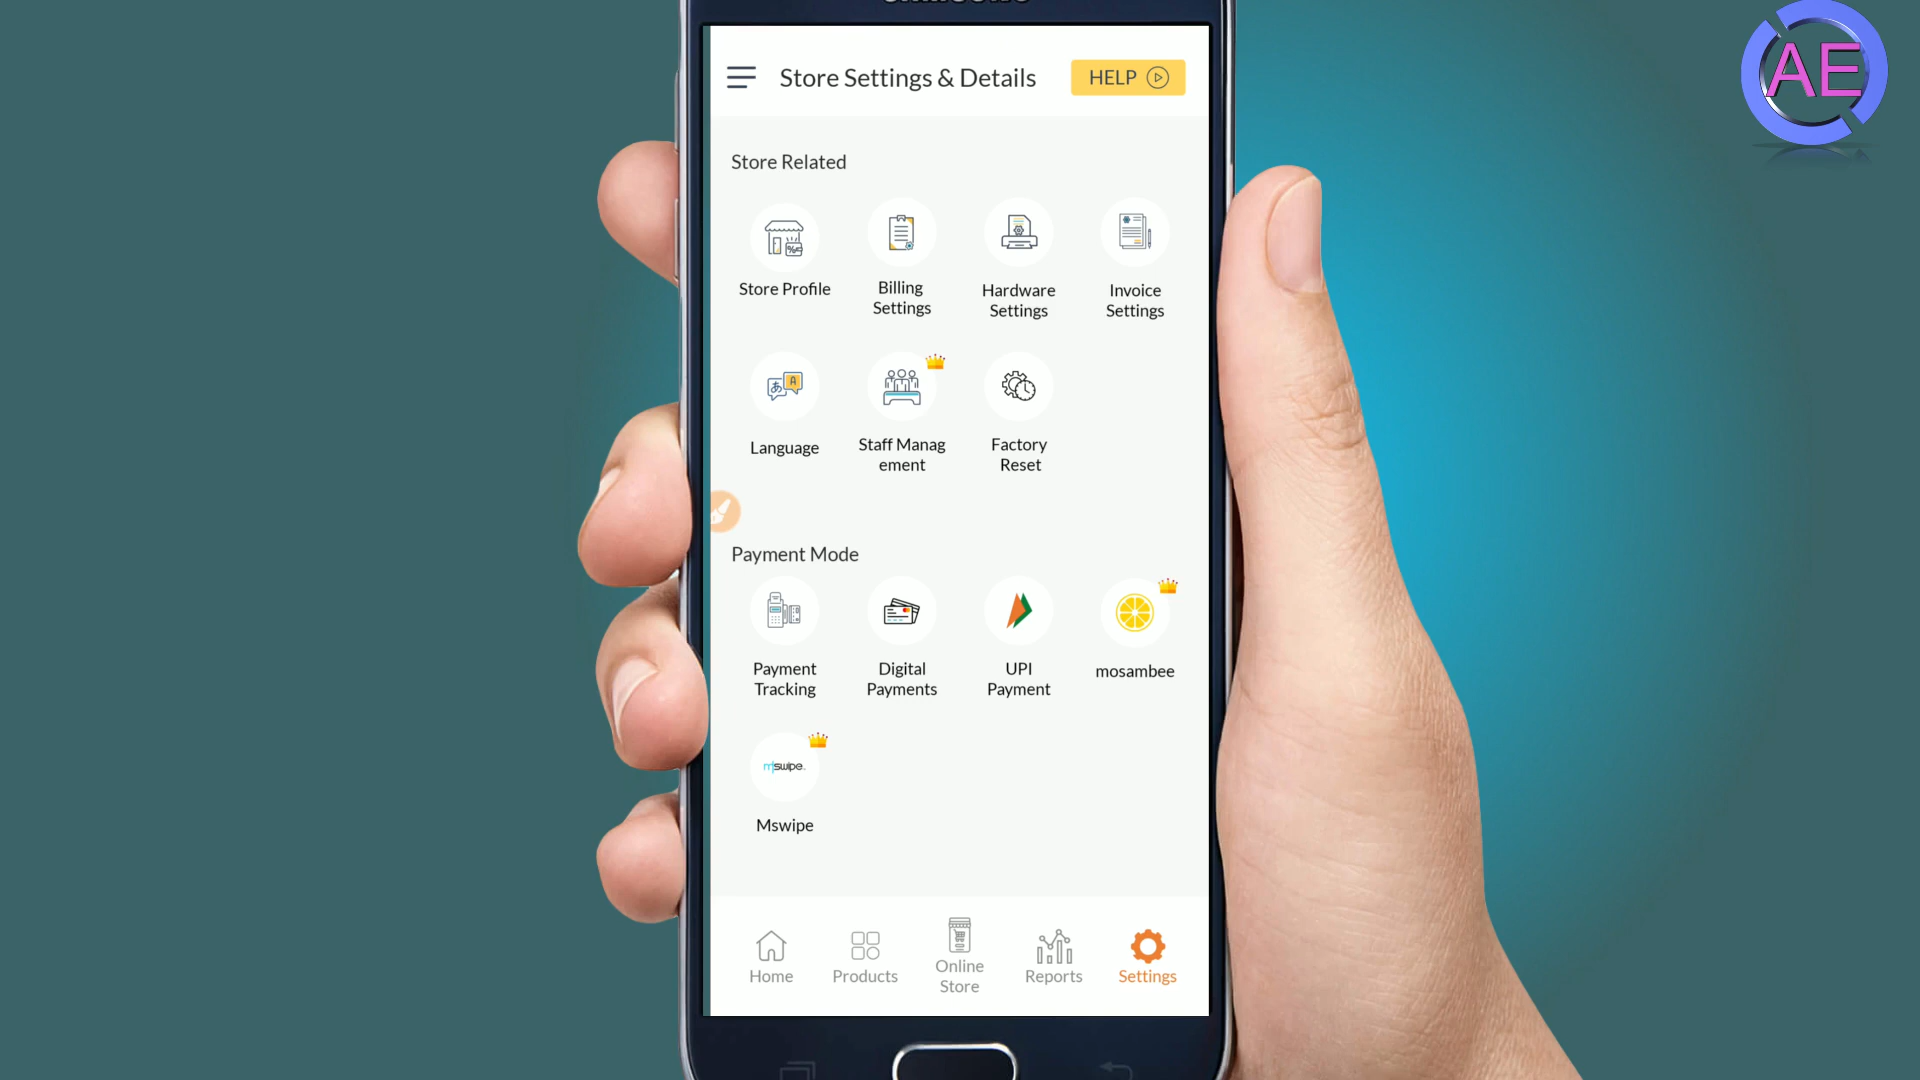 AE
Store Settings & Details
HELP
Store Related
Store Profile
Billing
Settings
Hardware
Settings
Invoice
Settings
あ A
Language
Staff Manag
ement
Factory
Reset
Payment Mode
Payment
Tracking
Digital
Payments
UPI
Payment
mosambee
mswipe.
Mswipe
Home
Products
Online
Store
Reports
Settings